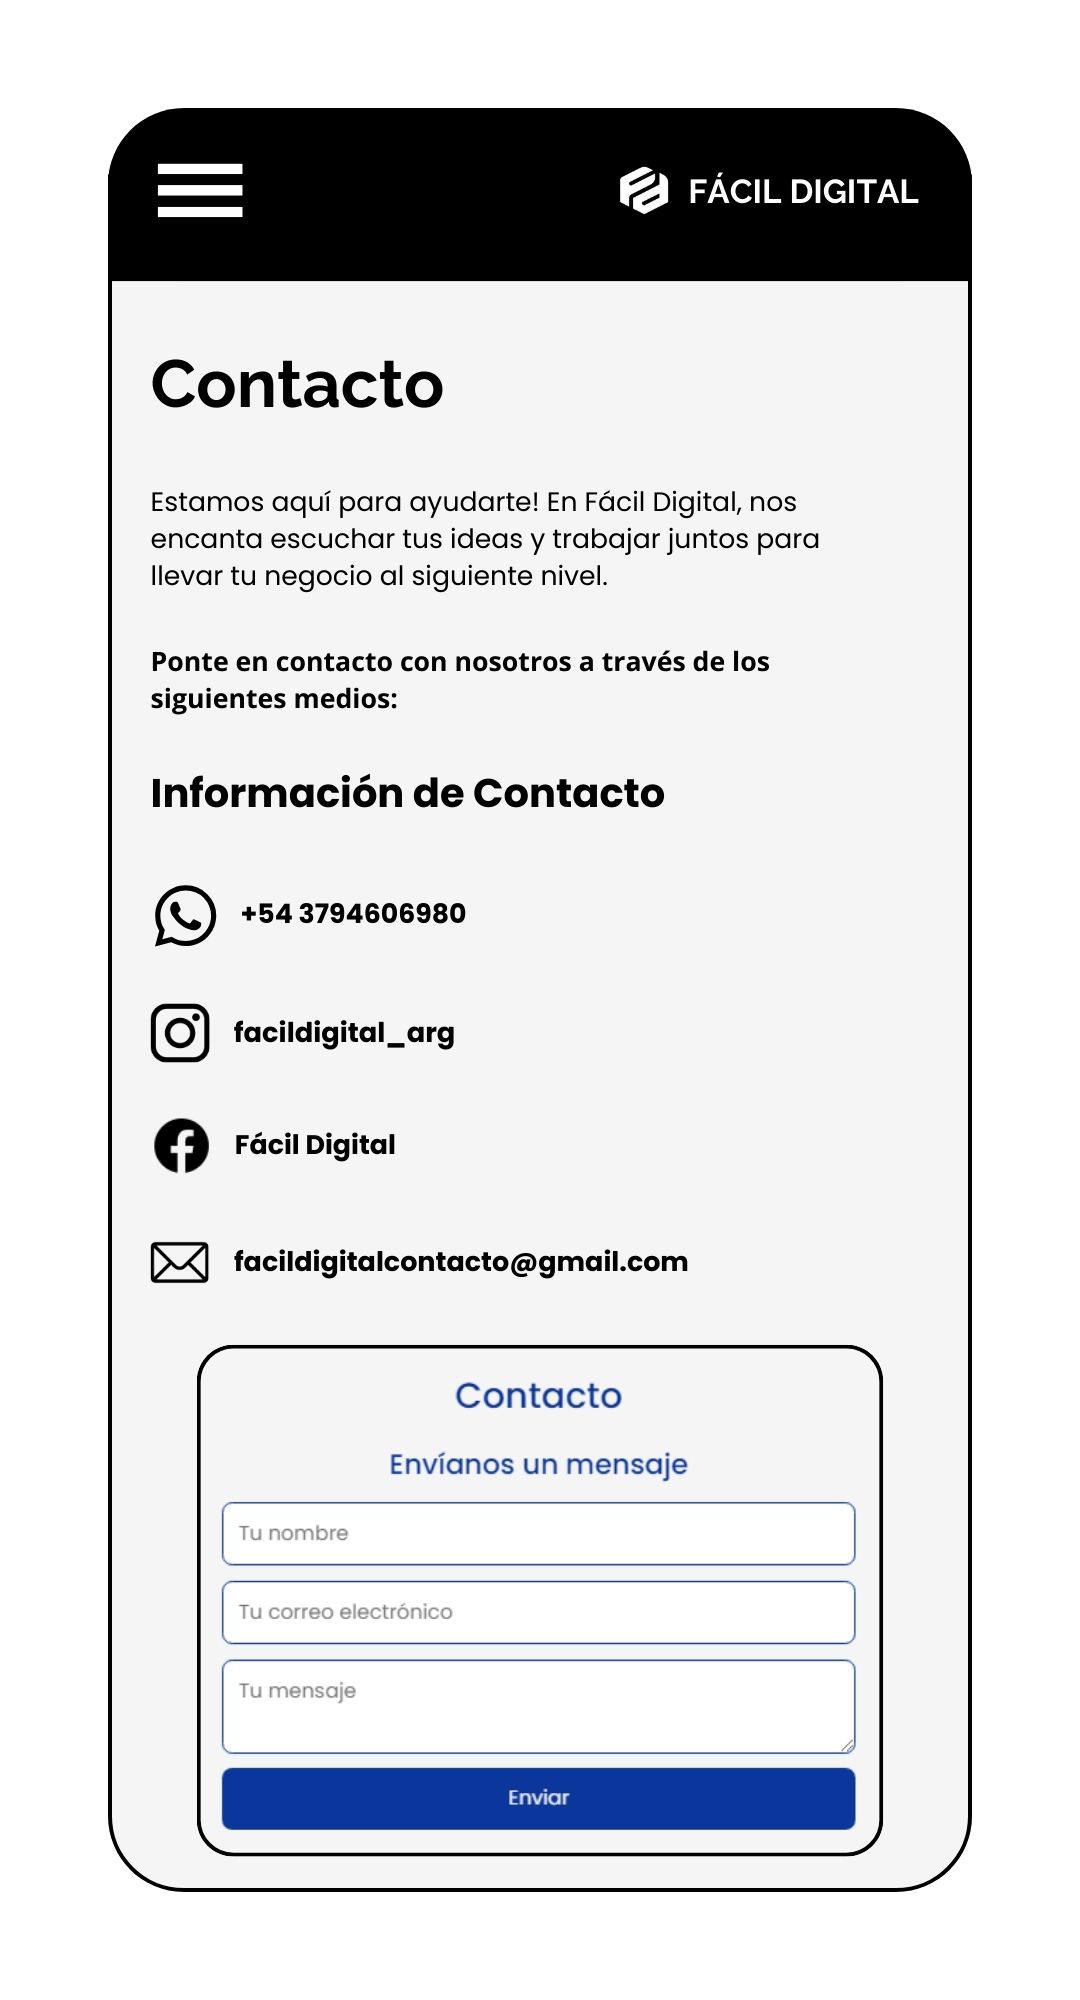 FÁCIL DIGITAL
Contacto
Estamos aquí para ayudarte! En Fácil Digital, nos
encanta escuchar tus ideas y trabajar juntos para
llevar tu negocio al siguiente nivel.
Ponte en contacto con nosotros a través de los
siguientes medios:
Información de Contacto
+54 3794606980
facildigital_arg
Fácil Digital
facildigitalcontacto@gmail.com
Contacto
Envíanos un mensaje
Tu nombre
Tu correo electrónico
Tu mensaje
Enviar